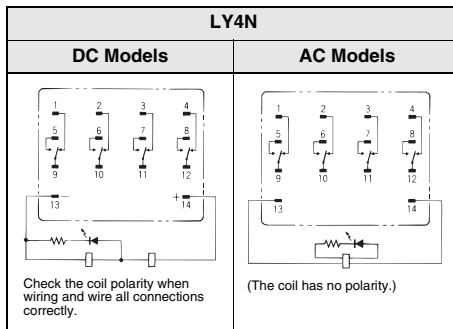 LY4N
DC Models
AC Models
1 2 3 4
5 6 7 8
9 10 11 12
13 − + 14
Check the coil polarity when
wiring and wire all connections
correctly.
1 2 3 4
5 6 7 8
9 10 11 12
13 14
(The coil has no polarity.)